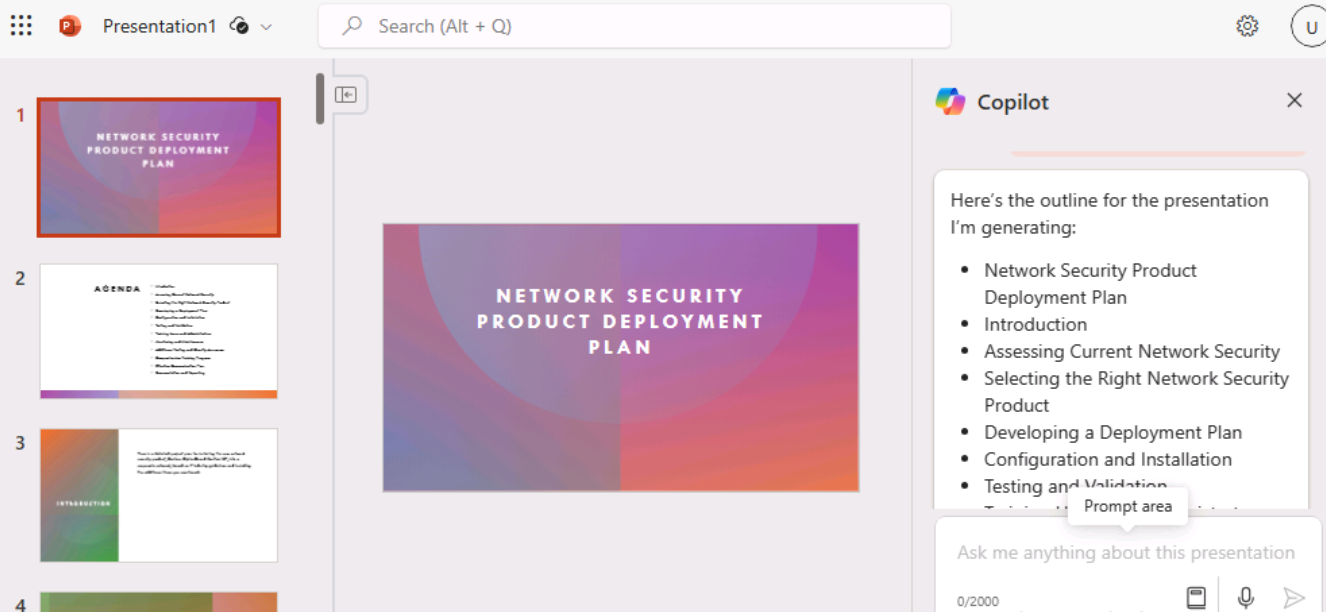 Presentation1
Search (Alt + Q)
U
1
NETWORK SECURITY
PRODUCT DEPLOYMENT
PLAN
2
AGENDA
3
INTRODUCTION
4
NETWORK SECURITY
PRODUCT DEPLOYMENT
PLAN
Copilot
Here's the outline for the presentation
I'm generating:
• Network Security Product
Deployment Plan
• Introduction
• Assessing Current Network Security
• Selecting the Right Network Security
Product
• Developing a Deployment Plan
• Configuration and Installation
• Testing and Validation
Prompt area
Ask me anything about this presentation
0/2000